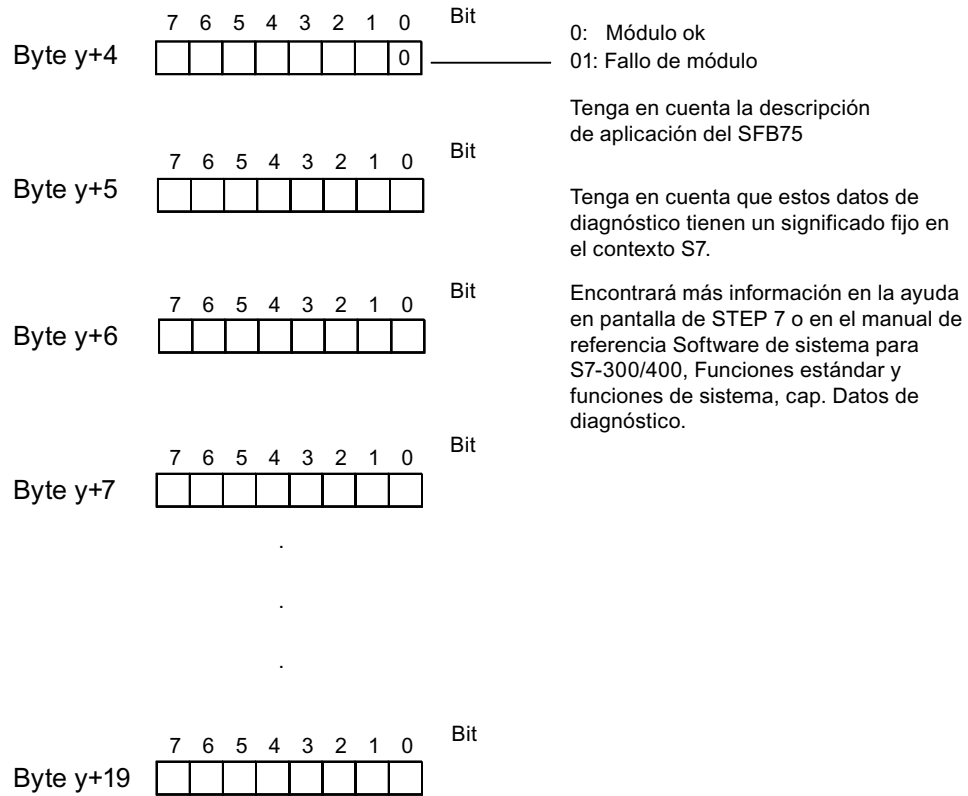 7 6 5 4 3 2 1 0 Bit
Byte y+4 0
0: Módulo ok
01: Fallo de módulo
Tenga en cuenta la descripción
de aplicación del SFB75
7 6 5 4 3 2 1 0 Bit
Byte y+5
Tenga en cuenta que estos datos de
diagnóstico tienen un significado fijo en
el contexto S7.
7 6 5 4 3 2 1 0 Bit
Byte y+6
Encontrará más información en la ayuda
en pantalla de STEP 7 o en el manual de
referencia Software de sistema para
S7-300/400, Funciones estándar y
funciones de sistema, cap. Datos de
diagnóstico.
7 6 5 4 3 2 1 0 Bit
Byte y+7
.
.
.
7 6 5 4 3 2 1 0 Bit
Byte y+19